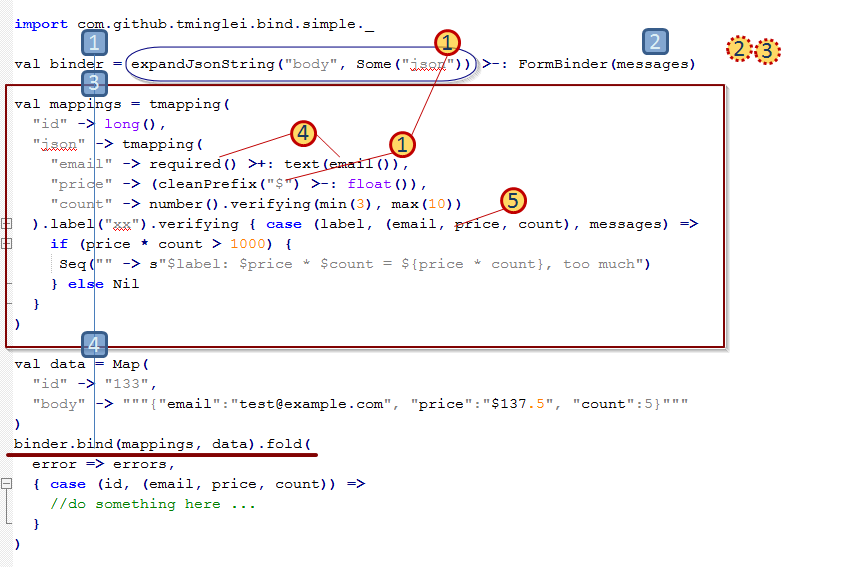 import com.github.tminglei.bind.simple._
1 1 2 2 3
val binder = expandJsonString("body", Some("json")) >-: FormBinder(messages)
3
val mappings = tmapping(
"id" -> long(),
4 1
"json" -> tmapping(
"email" -> required() >+: text(email()),
"price" -> (cleanPrefix("$") >-: float()),
"count" -> number().verifying(min(3), max(10))
5
).label("xx").verifying { case (label, (email, price, count), messages) =>
if (price * count > 1000) {
Seq("" -> s"$label: $price * $count = ${price * count}, too much")
} else Nil
}
)
4
val data = Map(
"id" -> "133",
"body" -> """{"email":"test@example.com", "price":"$137.5", "count":5}"""
)
binder.bind(mappings, data).fold(
error => errors,
{ case (id, (email, price, count)) =>
//do something here ...
}
)